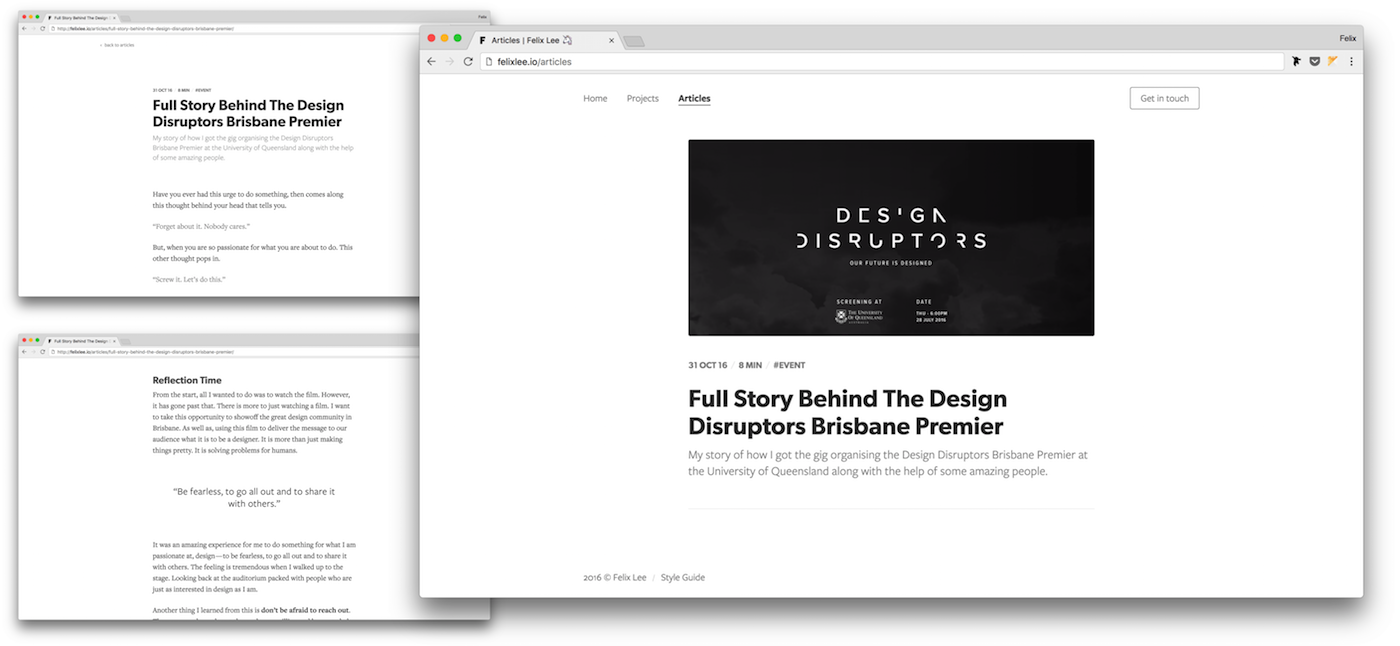 Full Story Behind The Design
Felix
http://felixlee.io/articles/full-story-behind-the-design-disruptors-brisbane-premier/
‹ back to articles
31 OCT 16 / 8 MIN / #EVENT
Full Story Behind The Design
Disruptors Brisbane Premier
My story of how I got the gig organising the Design Disruptors
Brisbane Premier at the University of Queensland along with the help
of some amazing people.
Have you ever had this urge to do something, then comes along
this thought behind your head that tells you.
“Forget about it. Nobody cares.”
But, when you are so passionate for what you are about to do. This
other thought pops in.
“Screw it. Let’s do this.”
Full Story Behind The Design
http://felixlee.io/articles/full-story-behind-the-design-disruptors-brisbane-premier/
Reflection Time
From the start, all I wanted to do was to watch the film. However,
it has gone past that. There is more to just watching a film. I want
to take this opportunity to showoff the great design community in
Brisbane. As well as, using this film to deliver the message to our
audience what it is to be a designer. It is more than just making
things pretty. It is solving problems for humans.
“Be fearless, to go all out and to share it
with others.”
It was an amazing experience for me to do something for what I am
passionate at, design — to be fearless, to go all out and to share it
with others. The feeling is tremendous when I walked up to the
stage. Looking back at the auditorium packed with people who are
just as interested in design as I am.
Another thing I learned from this is don’t be afraid to reach out.
F Articles | Felix Lee
Felix
felixlee.io/articles
Home Projects Articles Get in touch
DESIGN
DISRUPTORS
OUR FUTURE IS DESIGNED
SCREENING AT DATE
THE UNIVERSITY
OF QUEENSLAND
AUSTRALIA
THU - 6:00PM
28 JULY 2016
31 OCT 16 / 8 MIN / #EVENT
Full Story Behind The Design
Disruptors Brisbane Premier
My story of how I got the gig organising the Design Disruptors Brisbane Premier at
the University of Queensland along with the help of some amazing people.
2016 © Felix Lee / Style Guide